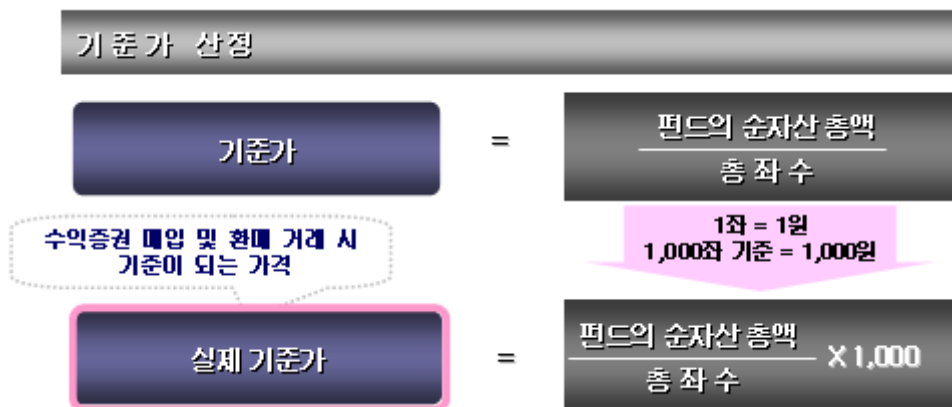 기준가 산정
기준가
=
펀드의 순자산 총액
총 좌 수
수익증권 매입 및 환매 거래 시
기준이 되는 가격
1좌 = 1원
1,000좌 기준 = 1,000원
실제 기준가
=
펀드의 순자산 총액
총 좌 수
X 1,000